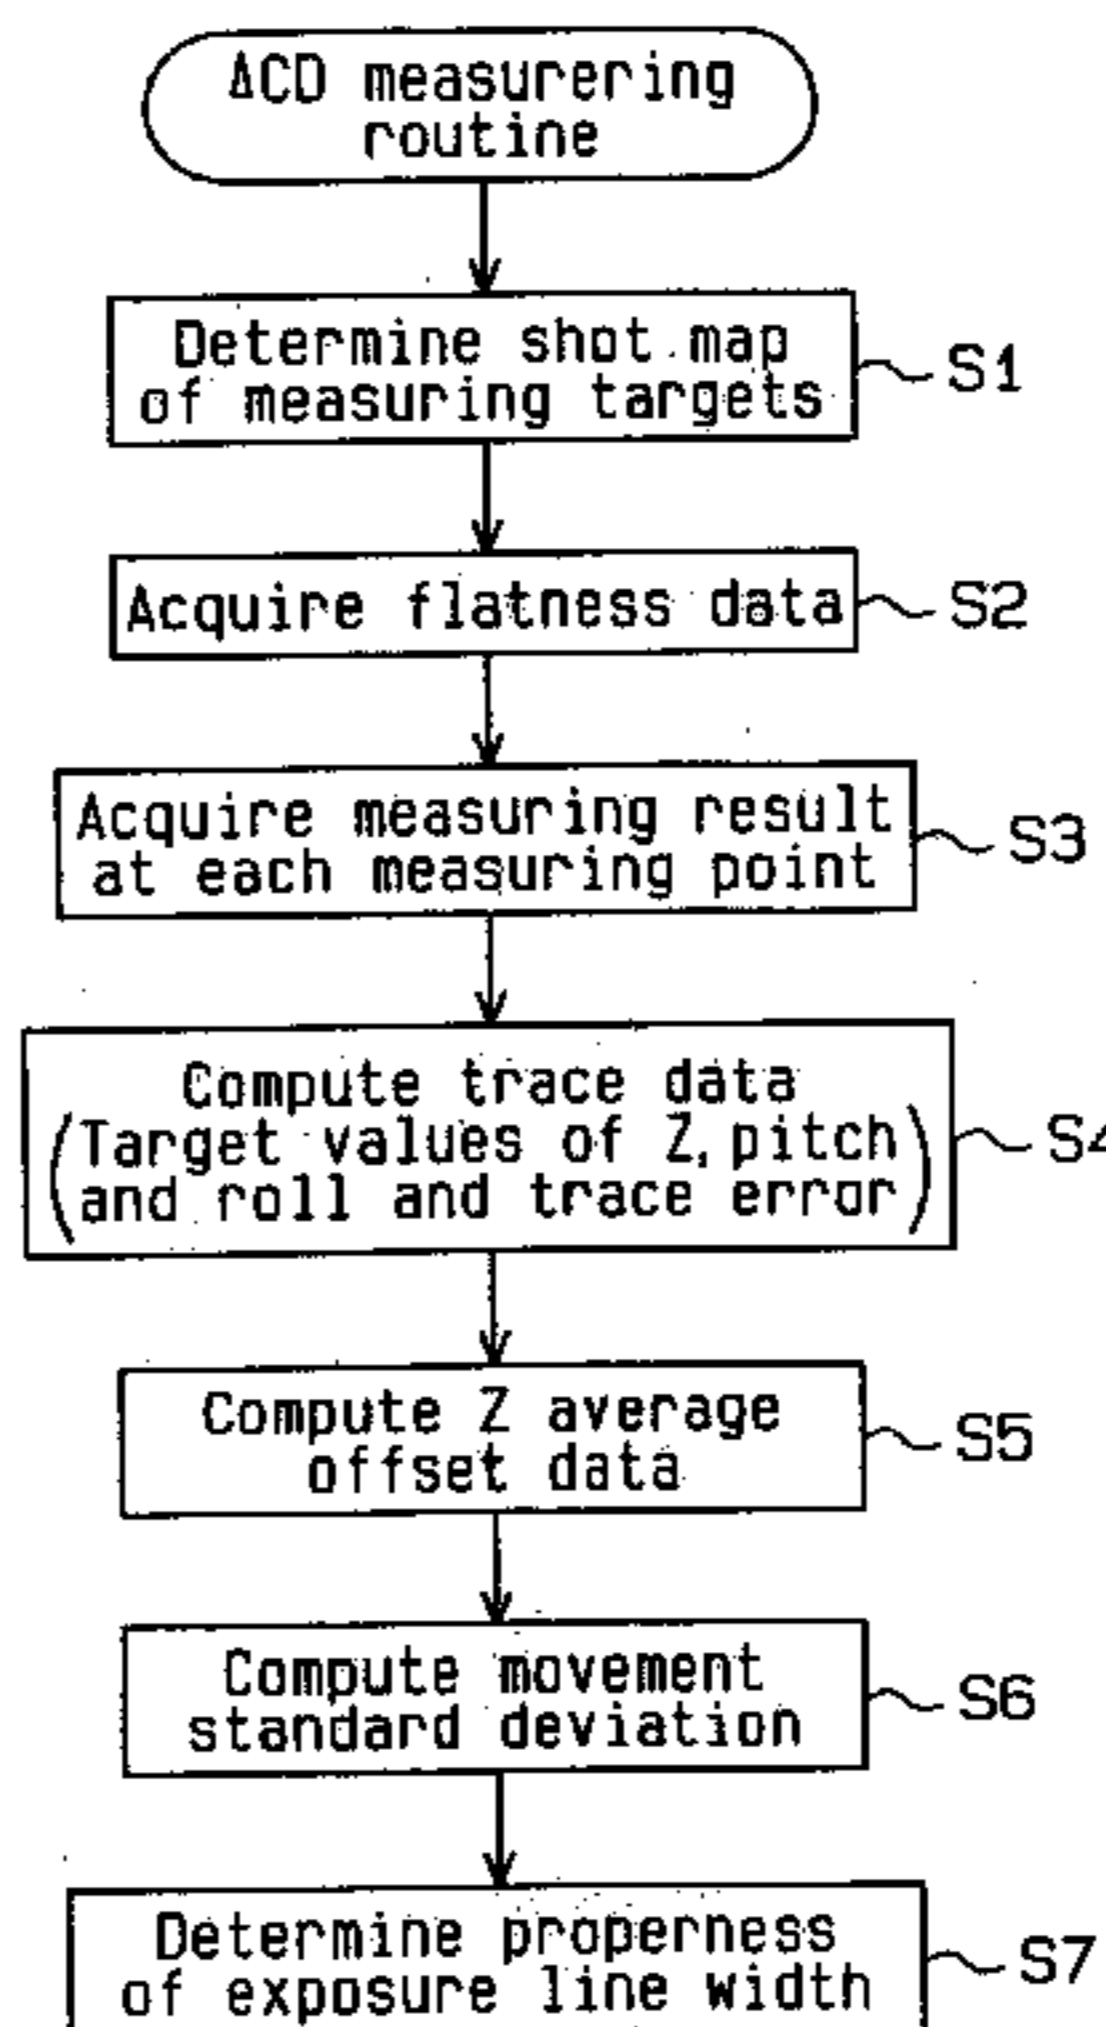 ΔCD measurering
routine
Determine shot map
of measuring targets
S1
Acquire flatness data
S2
Acquire measuring result
at each measuring point
S3
Compute trace data
(Target values of Z, pitch
and roll and trace error)
S4
Compute Z average
offset data
S5
Compute movement
standard deviation
S6
Determine properness
of exposure line width
S7